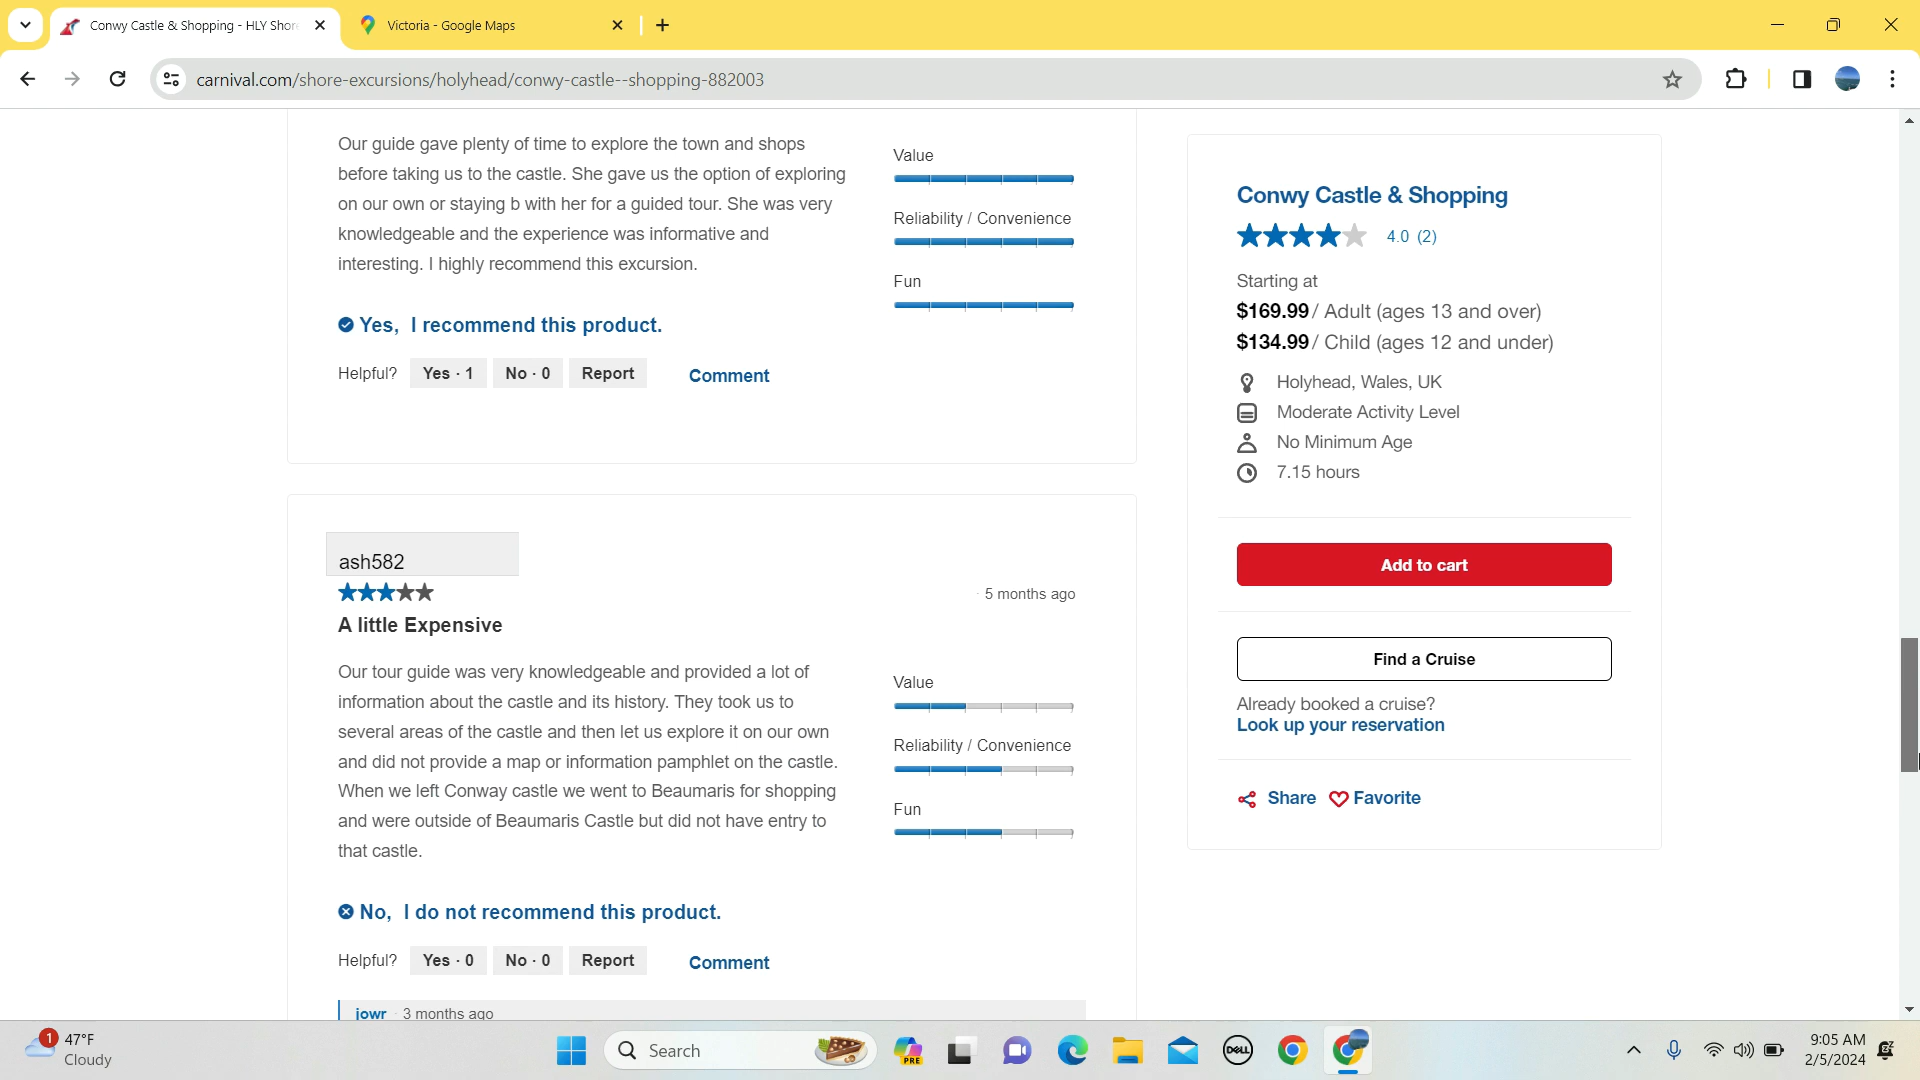 Conwy Castle & Shopping - HLY Shor
Victoria - Google Maps
carnival.com/shore-excursions/holyhead/conwy-castle--shopping-882003
Our guide gave plenty of time to explore the town and shops
before taking us to the castle. She gave us the option of exploring
on our own or staying b with her for a guided tour. She was very
knowledgeable and the experience was informative and
interesting. I highly recommend this excursion.
Yes, I recommend this product.
Helpful? Yes · 1 No · 0 Report Comment
Value
Reliability / Convenience
Fun
ash582
· 5 months ago
A little Expensive
Our tour guide was very knowledgeable and provided a lot of
information about the castle and its history. They took us to
several areas of the castle and then let us explore it on our own
and did not provide a map or information pamphlet on the castle.
When we left Conway castle we went to Beaumaris for shopping
and were outside of Beaumaris Castle but did not have entry to
that castle.
Value
Reliability / Convenience
Fun
No, I do not recommend this product.
Helpful? Yes · 0 No · 0 Report Comment
jowr · 3 months ago
Conwy Castle & Shopping
4.0 (2)
Starting at
$169.99 / Adult (ages 13 and over)
$134.99 / Child (ages 12 and under)
Holyhead, Wales, UK
Moderate Activity Level
No Minimum Age
7.15 hours
Add to cart
Find a Cruise
Already booked a cruise?
Look up your reservation
Share Favorite
1
47°F
Cloudy
Search
PRE
DELL
9:05 AM
2/5/2024